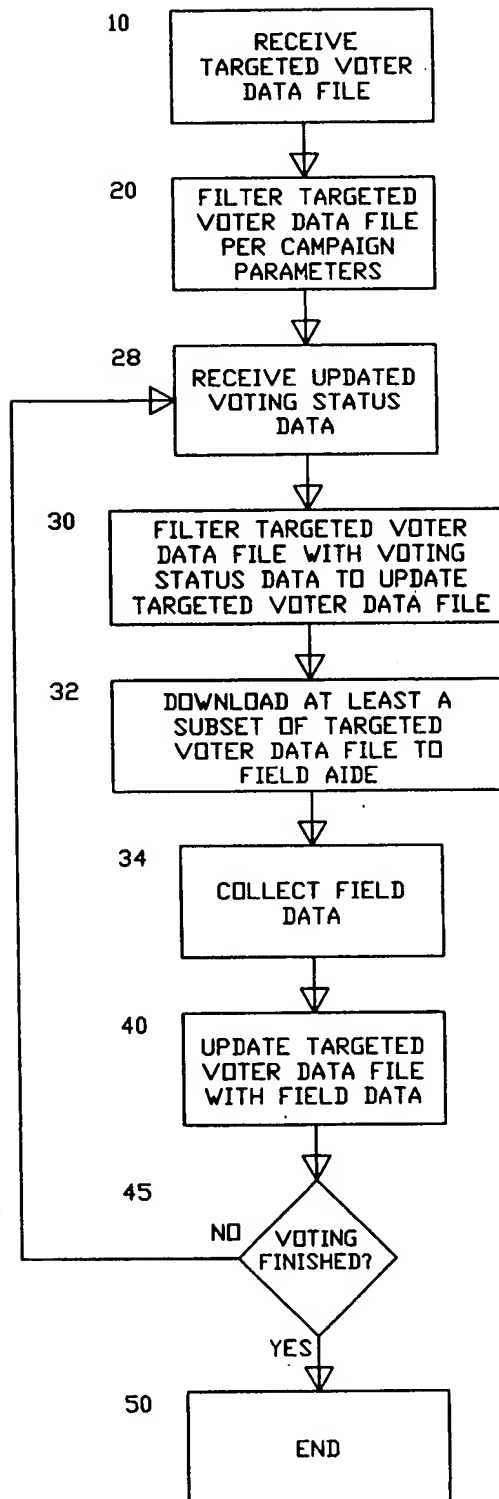 10
RECEIVE
TARGETED VOTER
DATA FILE
20
FILTER TARGETED
VOTER DATA FILE
PER CAMPAIGN
PARAMETERS
28
RECEIVE UPDATED
VOTING STATUS
DATA
30
FILTER TARGETED VOTER
DATA FILE WITH VOTING
STATUS DATA TO UPDATE
TARGETED VOTER DATA FILE
32
DOWNLOAD AT LEAST A
SUBSET OF TARGETED
VOTER DATA FILE TO
FIELD AIDE
34
COLLECT FIELD
DATA
40
UPDATE TARGETED
VOTER DATA FILE
WITH FIELD DATA
45
NO
VOTING
FINISHED?
YES
50
END